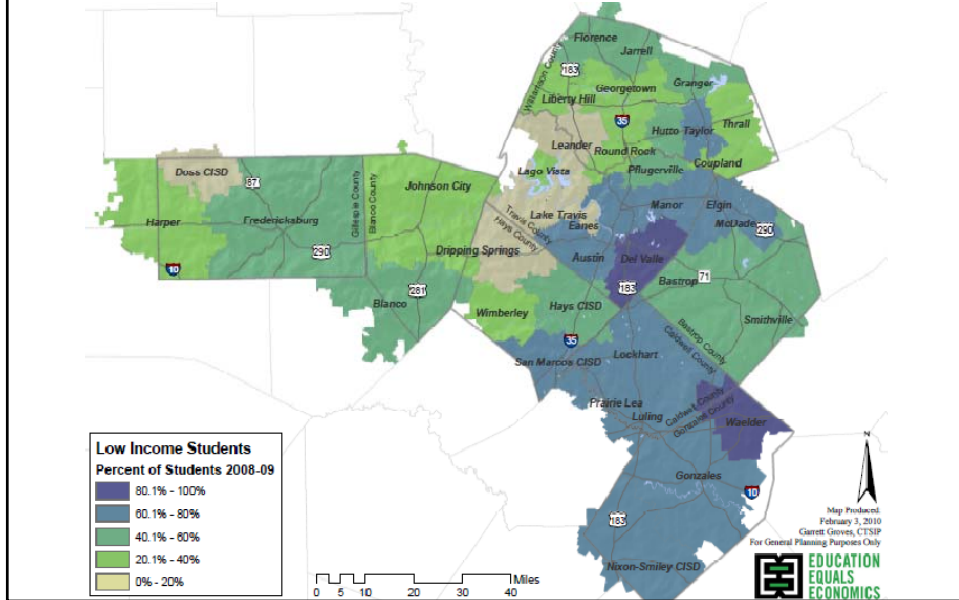 Florence
Jarrell
Williamson County
183
Granger
Georgetown
Liberty Hill
35
Hutto
Taylor
Thrall
Leander
Round Rock
Coupland
Doss CISD
Lago Vista
Pflugerville
87
Johnson City
Gillespie County
Blanco County
Lake Travis
Manor
Elgin
Harper
Fredericksburg
Travis County
Hays County
Eanes
McDade
290
290
Dripping Springs
Austin
Del Valle
10
71
Bastrop
281
183
Blanco
Wimberley
Hays CISD
Smithville
Bastrop County
Caldwell County
35
Lockhart
San Marcos CISD
Prairie Lea
Luling
Caldwell County
Gonzales County
Waelder
Low Income Students
Percent of Students 2008-09
80.1% - 100%
60.1% - 80%
40.1% - 60%
20.1% - 40%
0% - 20%
Gonzales
10
183
Nixon-Smiley CISD
Miles
0 5 10 20 30 40
N
Map Produced:
February 3, 2010
Garrett Groves, CTSIP
For General Planning Purposes Only
EDUCATION
EQUALS
ECONOMICS